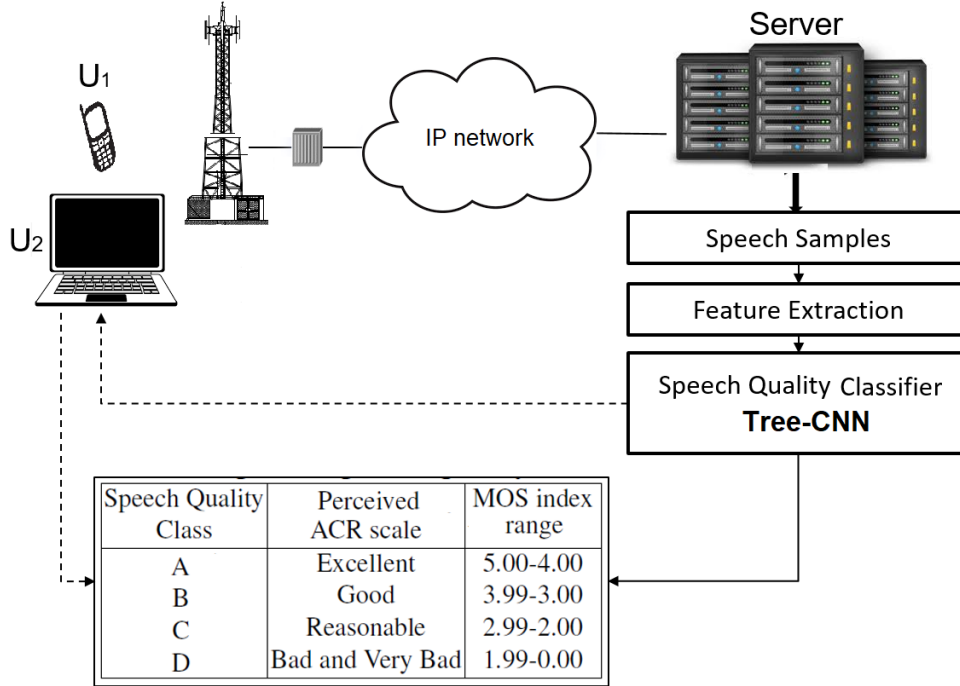 Server
U1
IP network
U2
Speech Samples
Feature Extraction
Speech Quality Classifier
Tree-CNN
Speech Quality Class
Perceived ACR scale
MOS index range
A Excellent 5.00-4.00
B Good 3.99-3.00
C Reasonable 2.99-2.00
D Bad and Very Bad 1.99-0.00